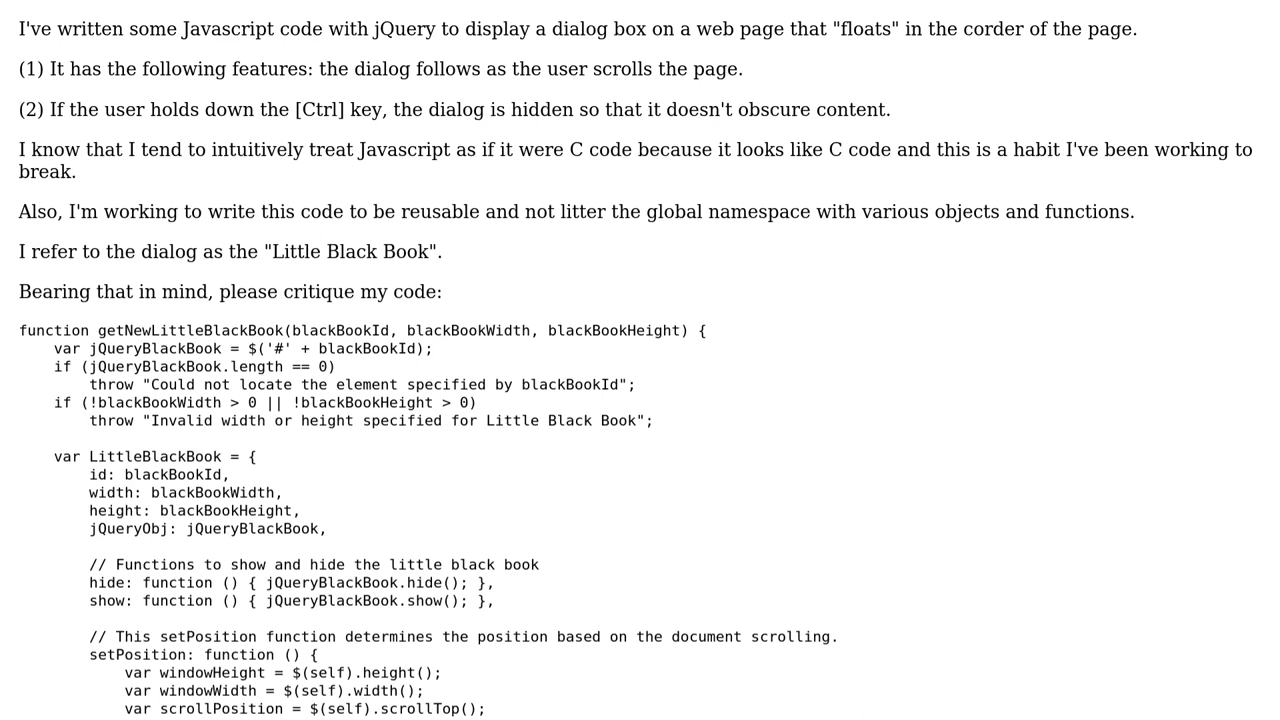 I've written some Javascript code with jQuery to display a dialog box on a web page that "floats" in the corder of the page.
(1) It has the following features: the dialog follows as the user scrolls the page.
(2) If the user holds down the [Ctrl] key, the dialog is hidden so that it doesn't obscure content.
I know that I tend to intuitively treat Javascript as if it were C code because it looks like C code and this is a habit I've been working to
break.
Also, I'm working to write this code to be reusable and not litter the global namespace with various objects and functions.
I refer to the dialog as the "Little Black Book".
Bearing that in mind, please critique my code:
function getNewLittleBlackBook(blackBookId, blackBookWidth, blackBookHeight) {
    var jQueryBlackBook = $('#' + blackBookId);
    if (jQueryBlackBook.length == 0)
        throw "Could not locate the element specified by blackBookId";
    if (!blackBookWidth > 0 || !blackBookHeight > 0)
        throw "Invalid width or height specified for Little Black Book";
    var LittleBlackBook = {
        id: blackBookId,
        width: blackBookWidth,
        height: blackBookHeight,
        jQueryObj: jQueryBlackBook,
        // Functions to show and hide the little black book
        hide: function () { jQueryBlackBook.hide(); },
        show: function () { jQueryBlackBook.show(); },
        // This setPosition function determines the position based on the document scrolling.
        setPosition: function () {
            var windowHeight = $(self).height();
            var windowWidth = $(self).width();
            var scrollPosition = $(self).scrollTop();